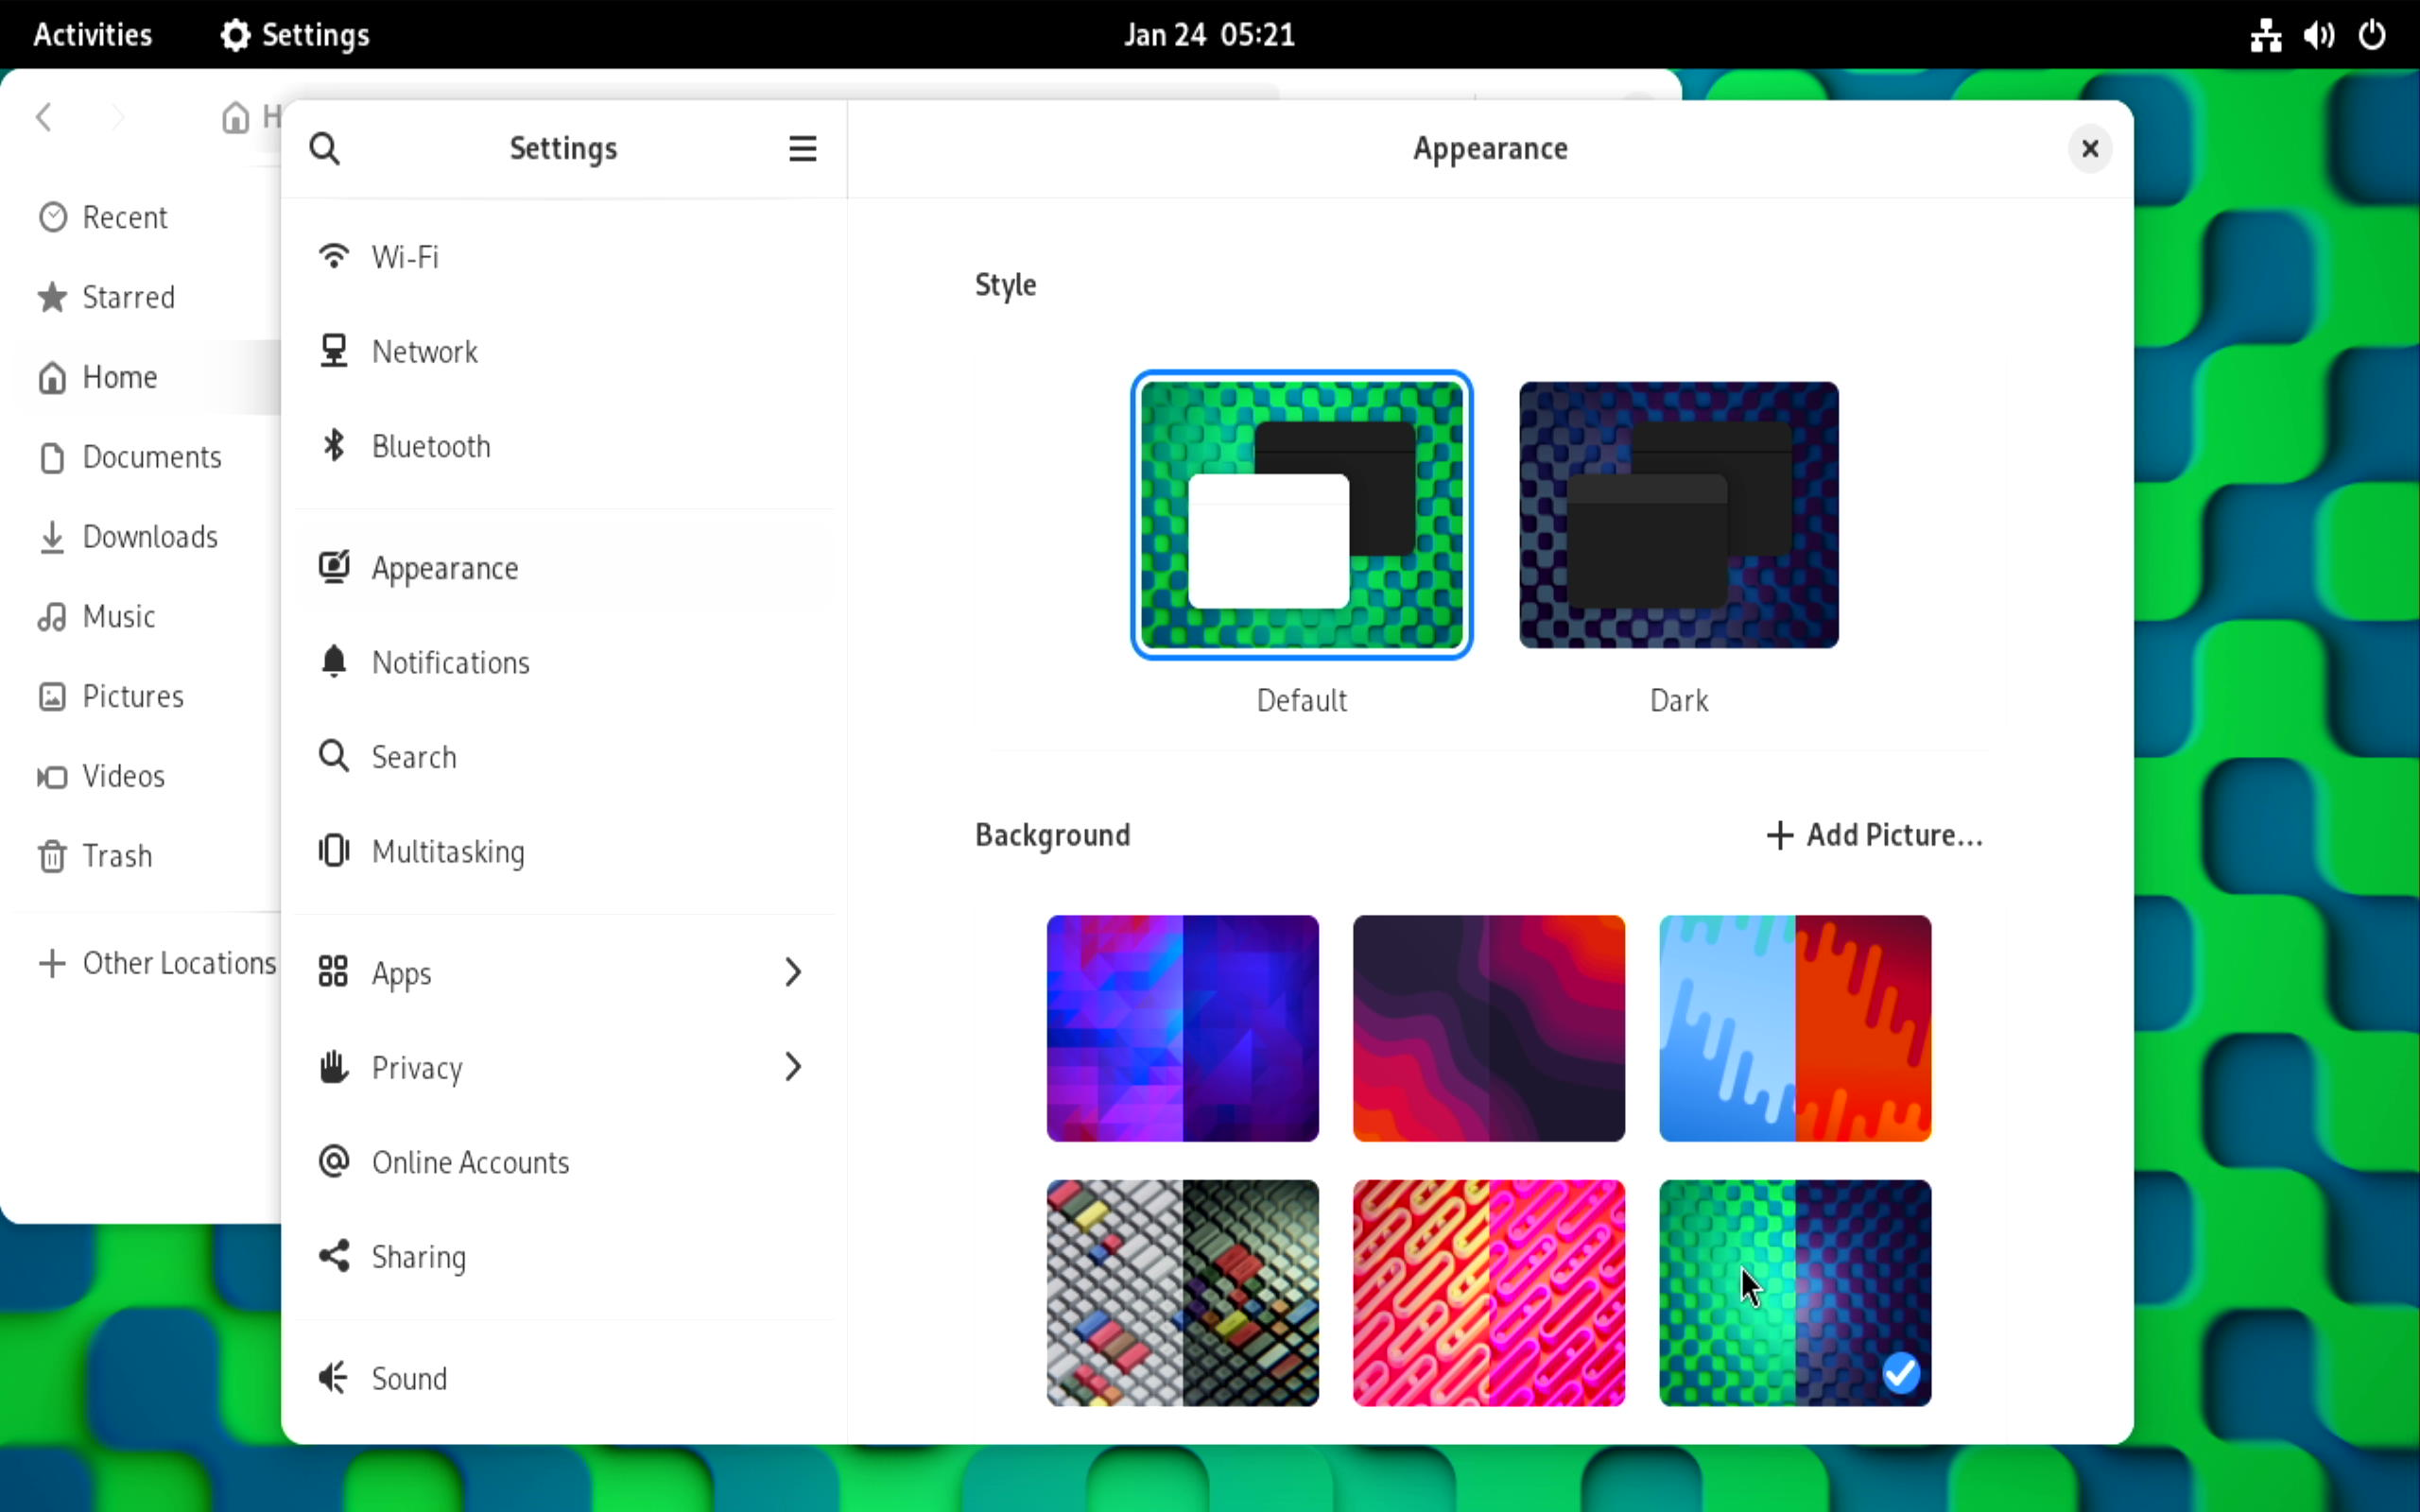 Activities
Settings
Jan 24 05:21
H
Recent
Starred
Home
Documents
Downloads
Music
Pictures
Videos
Trash
Other Locations
Settings
Wi-Fi
Network
Bluetooth
Appearance
Notifications
Search
Multitasking
Apps
Privacy
Online Accounts
Sharing
Sound
Appearance
Style
Default
Dark
Background
Add Picture...